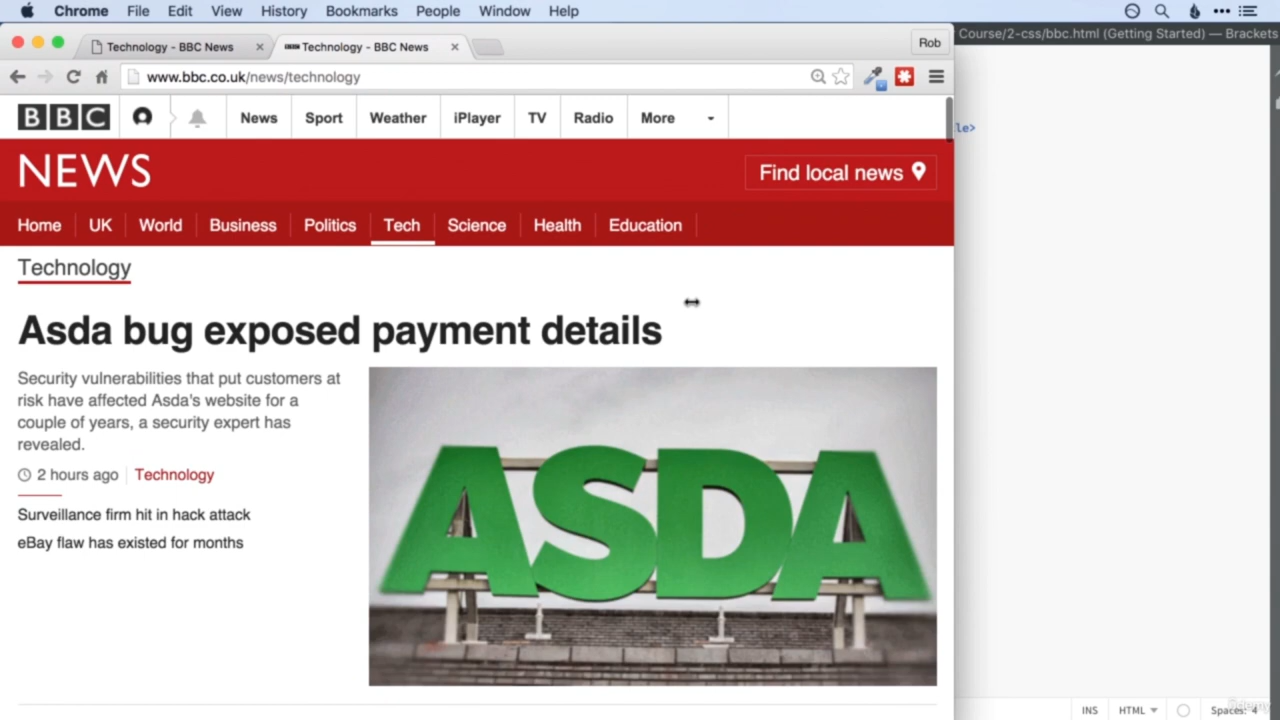 Chrome File Edit View History Bookmarks People Window Help
Technology - BBC News Technology - BBC News Rob
Course/2-css/bbc.html (Getting Started) — Brackets
www.bbc.co.uk/news/technology
BBC News Sport Weather iPlayer TV Radio More
le>
NEWS Find local news
Home UK World Business Politics Tech Science Health Education
Technology
Asda bug exposed payment details
Security vulnerabilities that put customers at
risk have affected Asda's website for a
couple of years, a security expert has
revealed.
2 hours ago Technology
Surveillance firm hit in hack attack
eBay flaw has existed for months
ASDA
INS HTML Spaces: 4
udemy